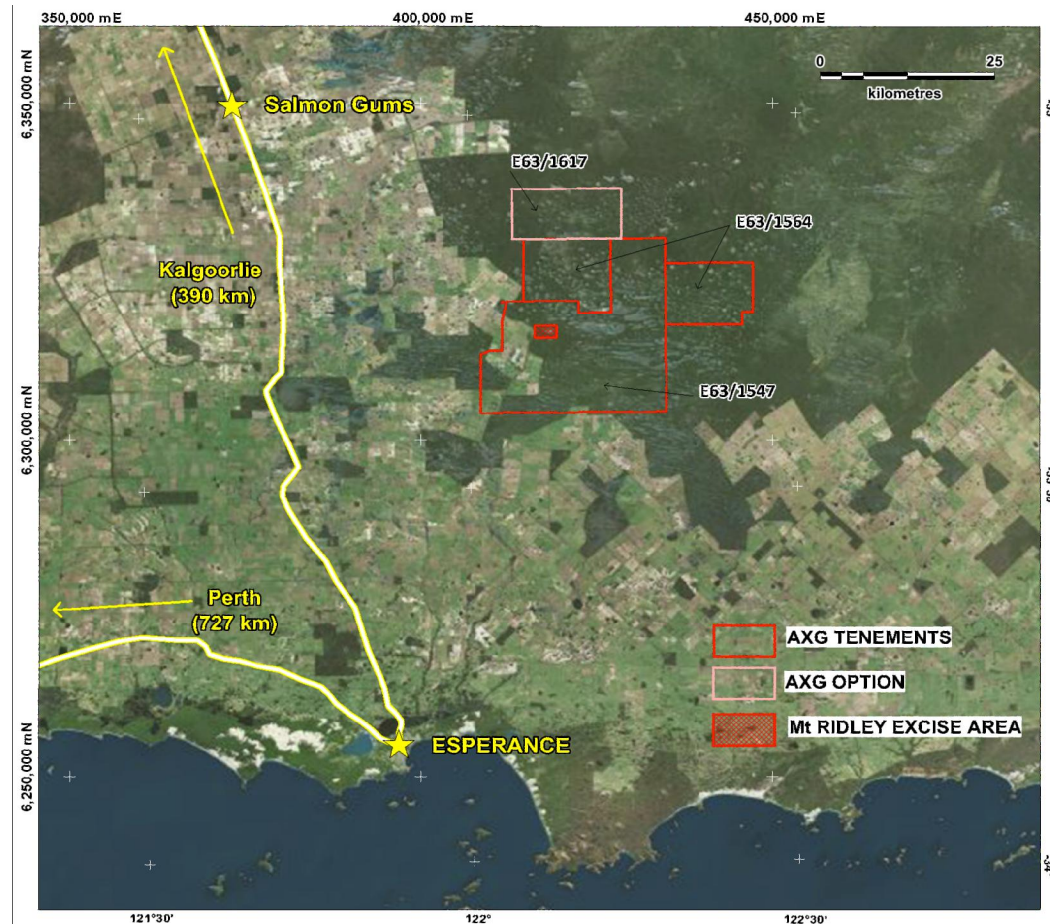 350,000 mE
400,000 mE
450,000 mE
6,350,000 mN
0
25
kilometres
Salmon Gums
E63/1617
E63/1564
Kalgoorlie
(390 km)
E63/1547
6,300,000 mN
Perth
(727 km)
AXG TENEMENTS
AXG OPTION
Mt RIDLEY EXCISE AREA
ESPERANCE
6,250,000 mN
-34°
121°30'
122°
122°30'